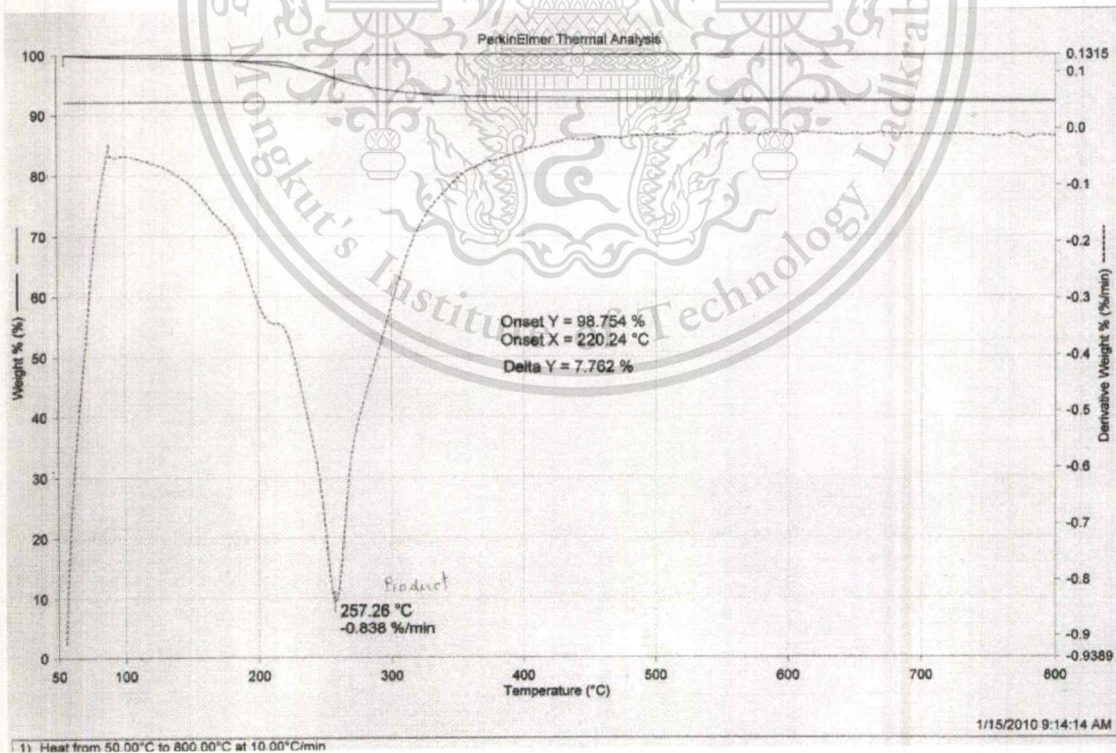 PerkinElmer Thermal Analysis
Mongkut's Institute of Technology Ladkrab
100
90
80
70
60
50
40
30
20
10
0
Weight % (%)
0.1315
0.1
0.0
-0.1
-0.2
-0.3
-0.4
-0.5
-0.6
-0.7
-0.8
-0.9
-0.9389
Derivative Weight % (%/min)
Onset Y = 98.754 %
Onset X = 220.24 °C
Delta Y = 7.762 %
Product
257.26 °C
-0.838 %/min
50
100
200
300
400
500
600
700
800
Temperature (°C)
1/15/2010 9:14:14 AM
1) Heat from 50.00°C to 800.00°C at 10.00°C/min